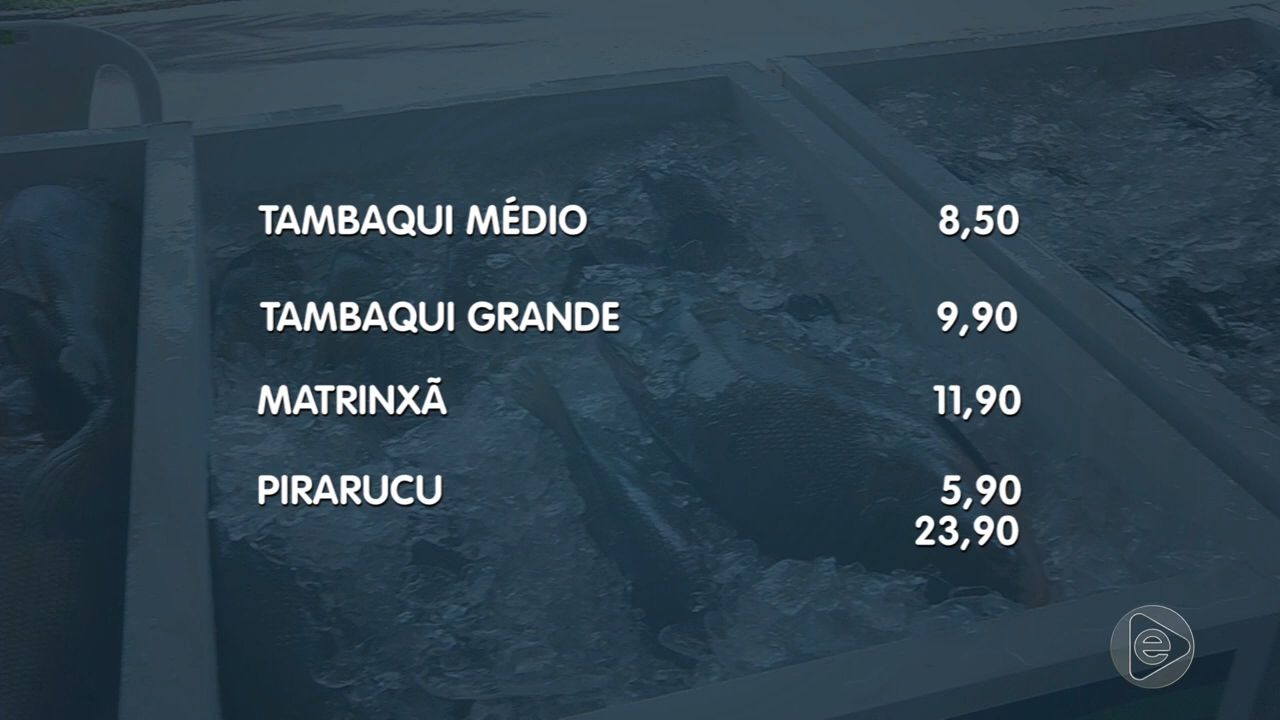 TAMBAQUI MÉDIO 8,50
TAMBAQUI GRANDE 9,90
MATRINXÃ 11,90
PIRARUCU 5,90
23,90
e